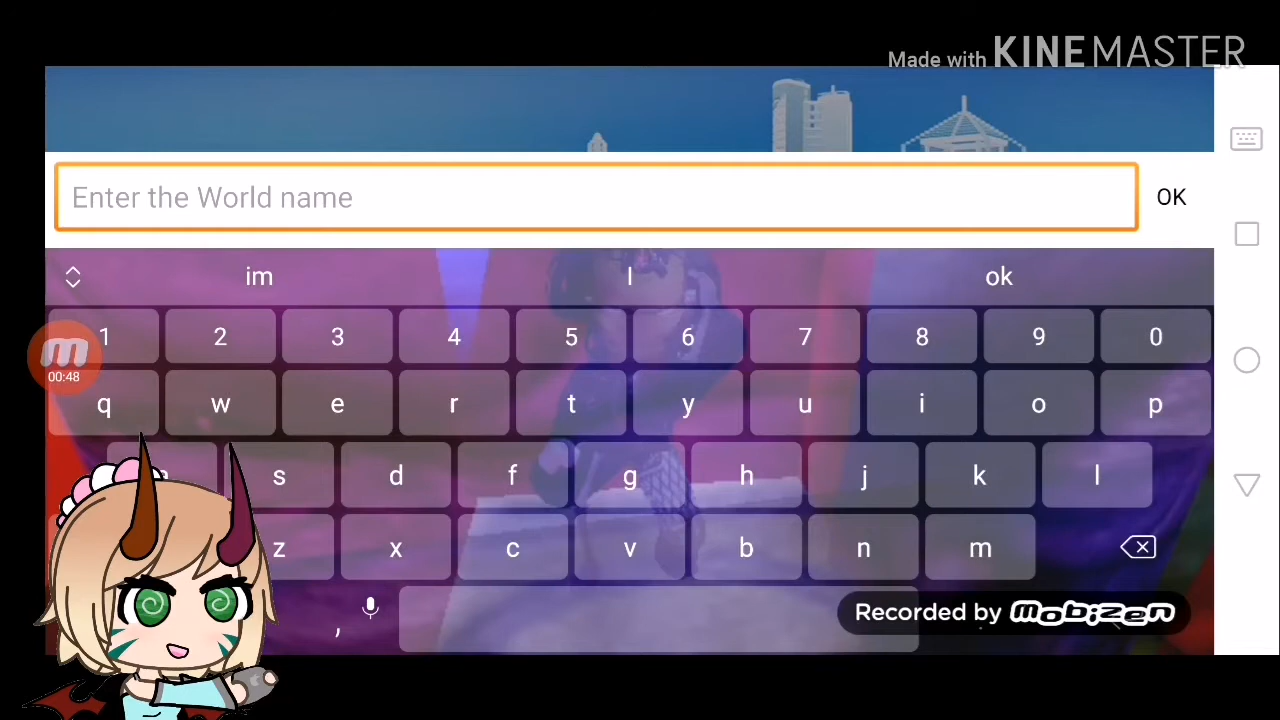 Made with KINEMASTER
Enter the World name
OK
im I ok
1 2 3 4 5 6 7 8 9 0
00:48
q w e r t y u i o p
s d f g h j k l
z x c v b n m
,
Recorded by mobizen